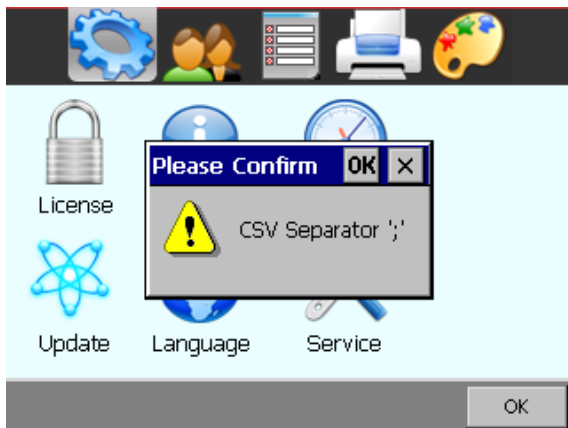 Please Confirm OK ×
License
CSV Separator ';'
Update Language Service
OK